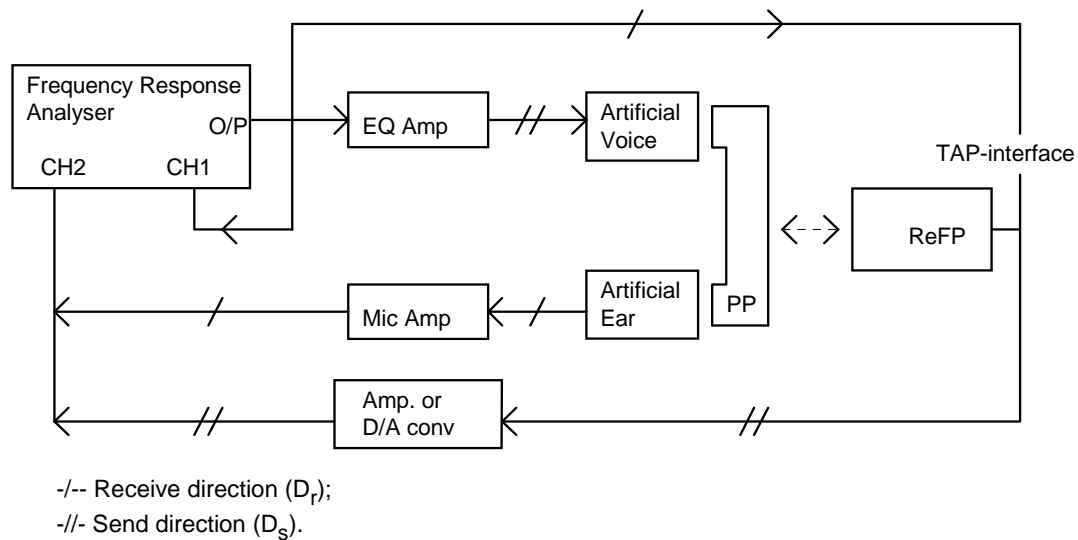 Frequency Response
Analyser
O/P
CH2
CH1
EQ Amp
Artificial
Voice
TAP-interface
ReFP
Mic Amp
Artificial
Ear
PP
Amp. or
D/A conv
-/-- Receive direction (Dr);
-//- Send direction (Ds).